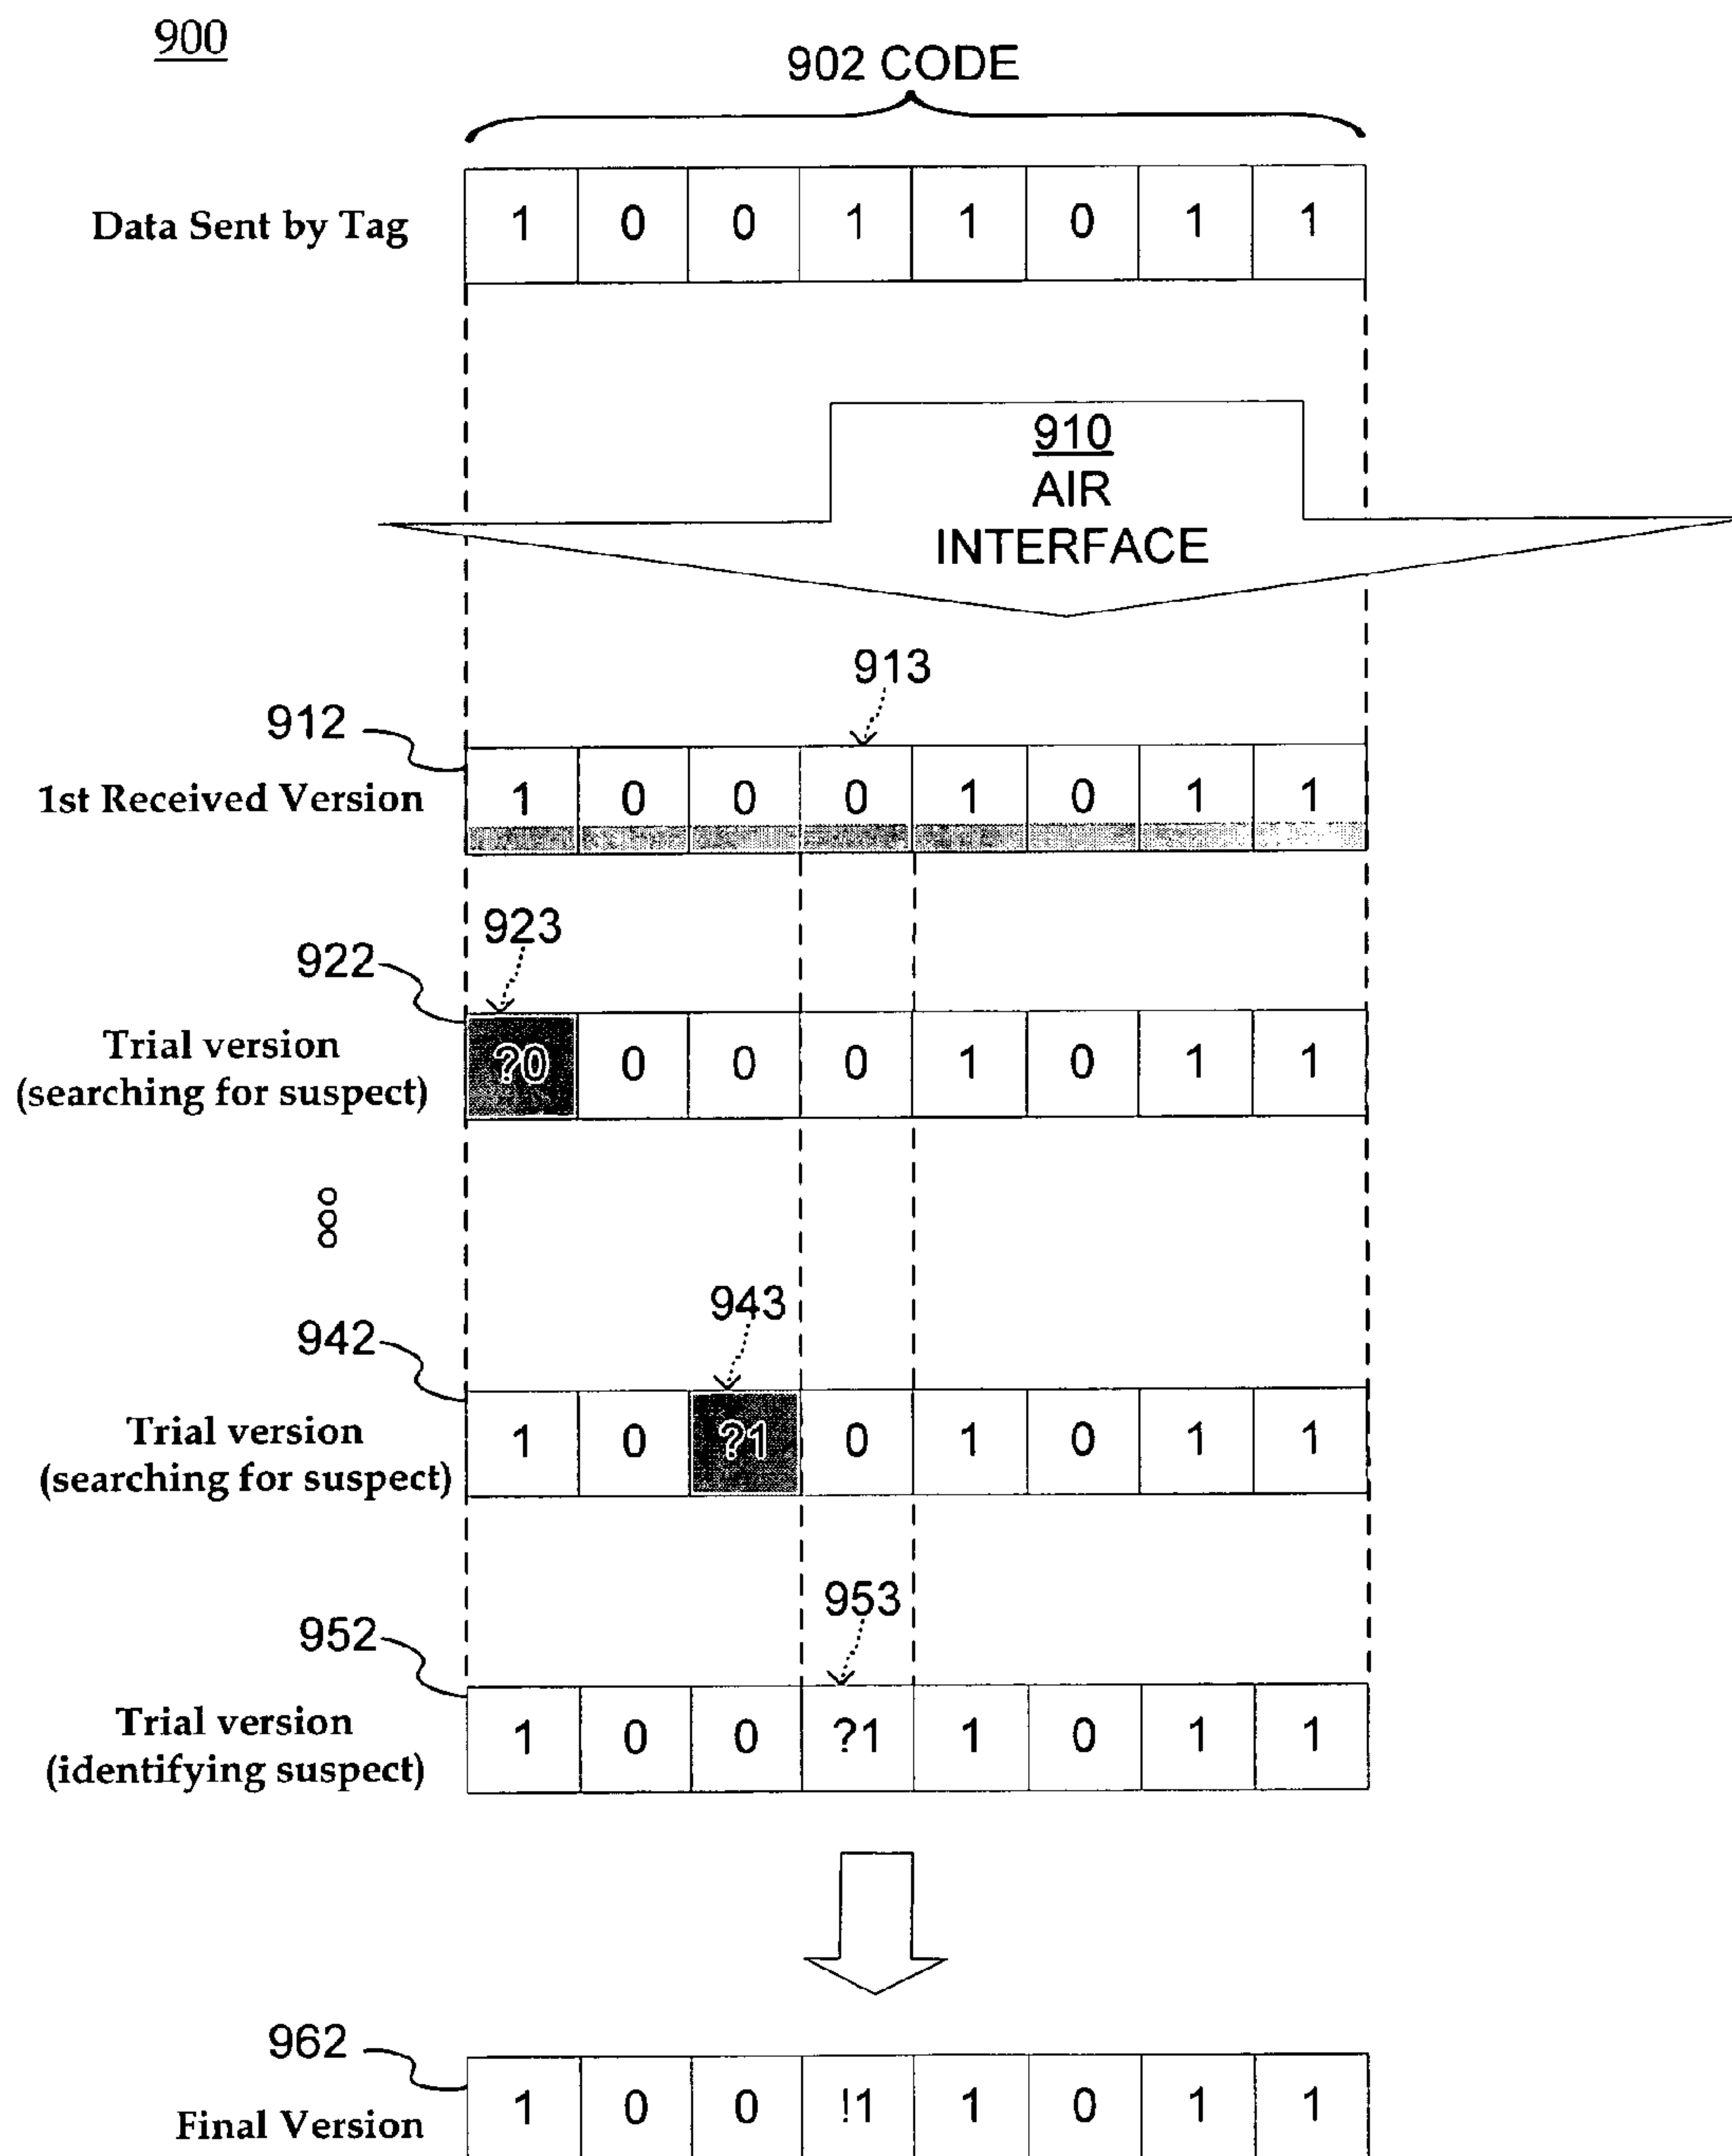 900
902 CODE
Data Sent by Tag
1 0 0 1 1 0 1 1
910
AIR
INTERFACE
913
912
1st Received Version
1 0 0 0 1 0 1 1
923
922
Trial version
(searching for suspect)
?0 0 0 0 1 0 1 1
943
942
Trial version
(searching for suspect)
1 0 ?1 0 1 0 1 1
953
952
Trial version
(identifying suspect)
1 0 0 ?1 1 0 1 1
962
Final Version
1 0 0 !1 1 0 1 1